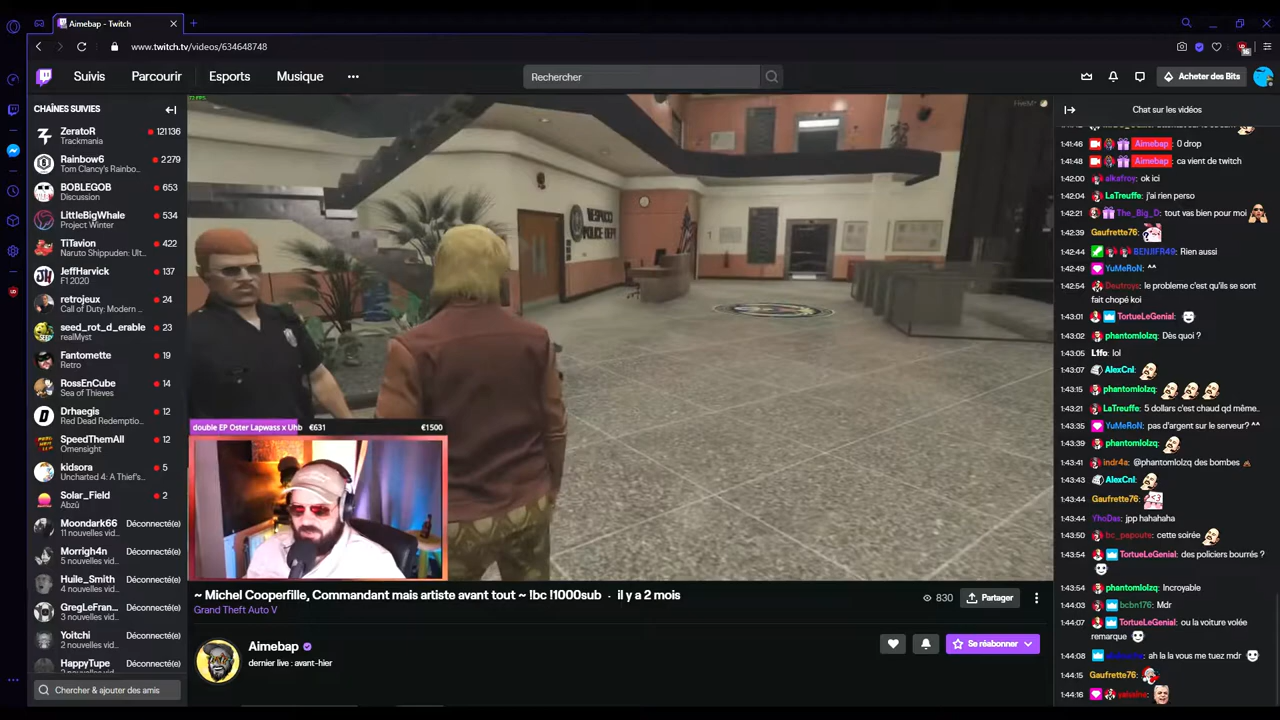 Aimebap - Twitch
www.twitch.tv/videos/634648748
Suivis
Parcourir
Esports
Musique
Rechercher
Acheter des Bits
CHAÎNES SUIVIES
ZeratoR
121 136
Trackmania
Rainbow6
2 279
Tom Clancy's Rainbo...
BOBLEGOB
653
Discussion
LittleBigWhale
534
Project Winter
TiTavion
422
Naruto Shippuden: Ult...
JeffHarvick
137
F1 2020
retrojeux
24
Call of Duty: Modern ...
seed_rot_d_erable
23
realMyst
Fantomette
19
Retro
RossEnCube
14
Sea of Thieves
Drhaegis
12
Red Dead Redemptio...
SpeedThemAll
12
Omensight
kidsora
5
Uncharted 4: A Thief's...
Solar_Field
2
Abzû
Moondark66
Déconnecté(e)
11 nouvelles vid...
Morrigh4n
Déconnecté(e)
5 nouvelles vid...
Huile_Smith
Déconnecté(e)
4 nouvelles vid...
GregLeFran...
Déconnecté(e)
3 nouvelles vid...
Yoitchi
Déconnecté(e)
2 nouvelles vid...
HappyTupe
Déconnecté(e)
Chercher & ajouter des amis
72 FPS
FiveM
VESPUCCI
POLICE DEPT
double EP Oster Lapwass x Uhb €631 €1500
~ Michel Cooperfille, Commandant mais artiste avant tout ~ !bc !1000sub · il y a 2 mois
Grand Theft Auto V
830
Partager
Aimebap
dernier live : avant-hier
Se réabonner
Chat sur les vidéos
1:41:46 Aimebap: 0 drop
1:41:48 Aimebap: ca vient de twitch
1:42:00 alkafroy: ok ici
1:42:04 LaTreuffe: j'ai rien perso
1:42:21 The_Big_D: tout vas bien pour moi
1:42:39 Gaufrette76:
1:42:44 BENJIFR49: Rien aussi
1:42:49 YuMeRoN: ^^
1:42:54 Deutroys: le probleme c'est qu'ils se sont
fait chopé koi
1:43:01 TortueLeGenial:
1:43:02 phantomlolzq: Dès quoi ?
1:43:05 L1fo: lol
1:43:07 AlexCnl:
1:43:15 phantomlolzq:
1:43:21 LaTreuffe: 5 dollars c'est chaud qd même..
1:43:35 YuMeRoN: pas d'argent sur le serveur? ^^
1:43:39 phantomlolzq:
1:43:41 indr4a: @phantomlolzq des bombes
1:43:43 AlexCnl:
1:43:44 Gaufrette76:
1:43:44 YhoDas: jpp hahahaha
1:43:50 bc_papouts: cette soirée
1:43:54 TortueLeGenial: des policiers bourrés ?
1:43:54 phantomlolzq: Incroyable
1:44:03 bcbn176: Mdr
1:44:07 TortueLeGenial: ou la voiture volée
remarque
1:44:08 ah la la vous me tuez mdr
1:44:15 Gaufrette76:
1:44:16